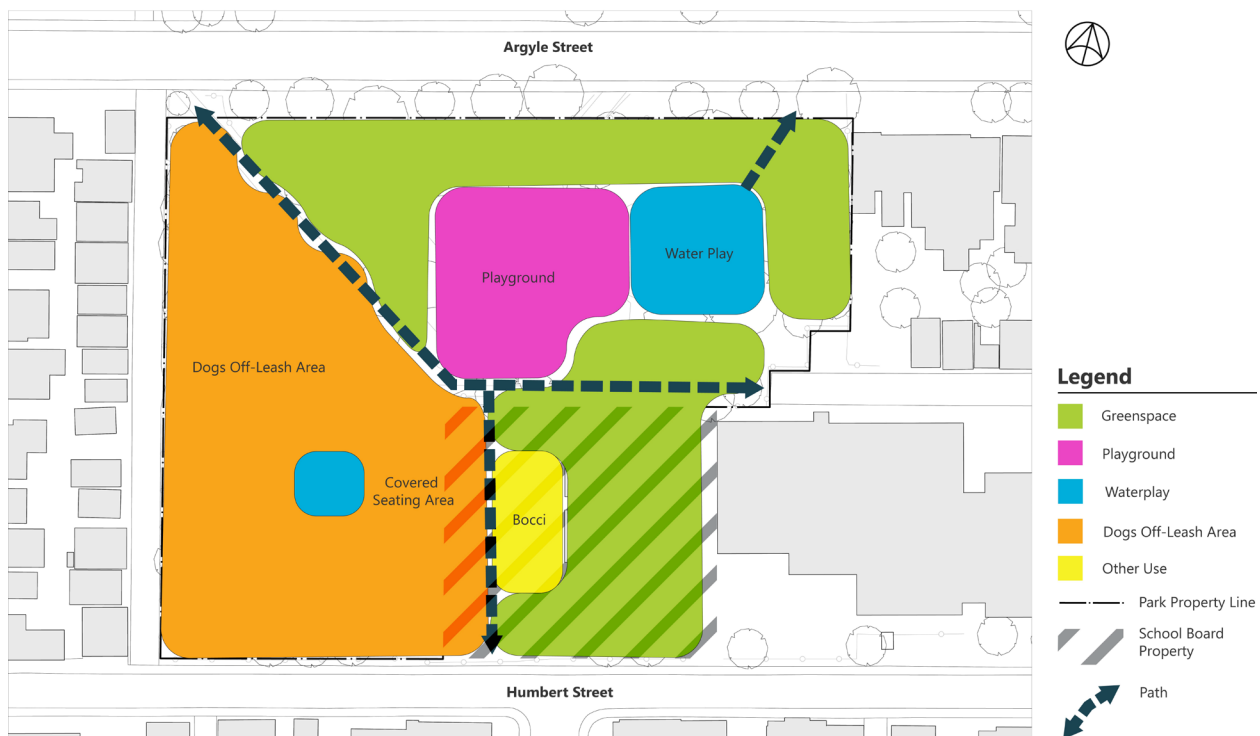 Argyle Street
Water Play
Playground
Dogs Off-Leash Area
Covered
Seating Area
Bocci
Humbert Street
Legend
Greenspace
Playground
Waterplay
Dogs Off-Leash Area
Other Use
Park Property Line
School Board
Property
Path